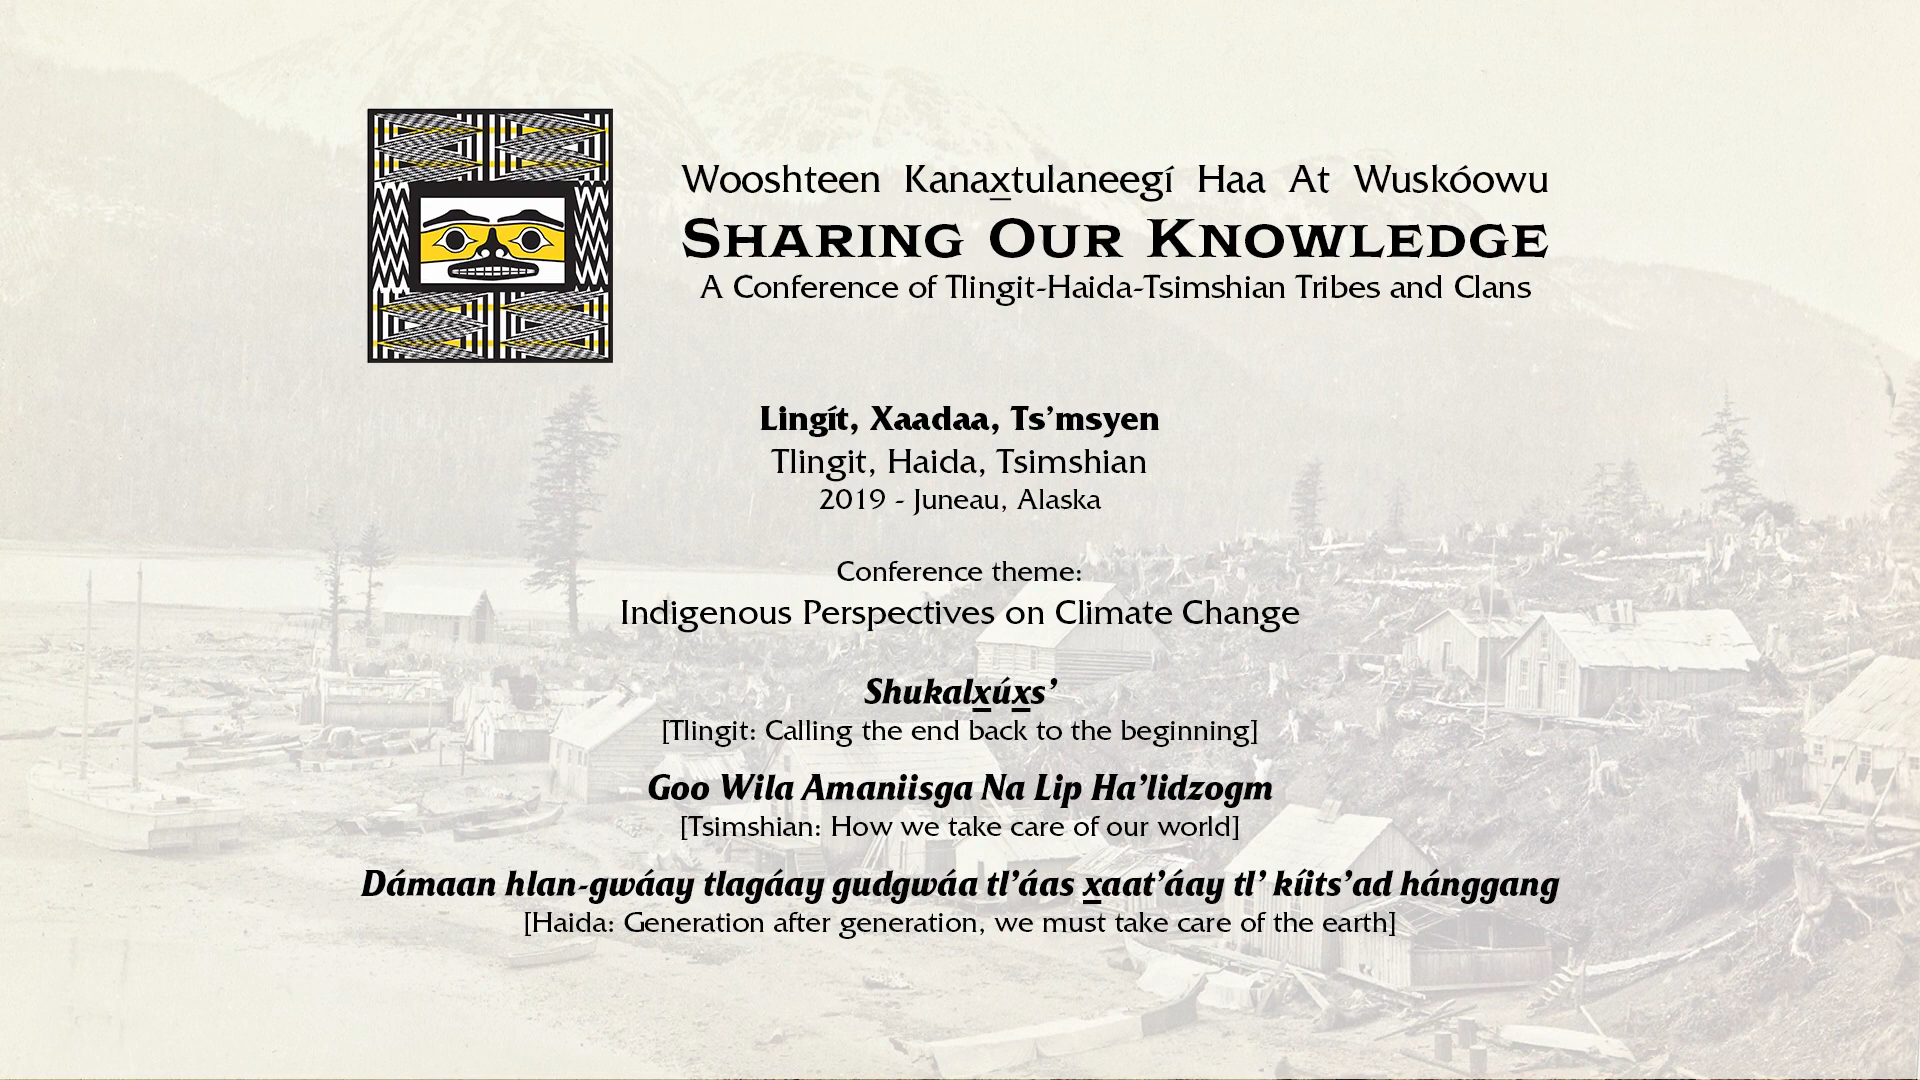 Wooshteen Kanax̲tulaneegí Haa At Wuskóowu
Sharing Our Knowledge
A Conference of Tlingit-Haida-Tsimshian Tribes and Clans
Lingít, Xaadaa, Ts’msyen
Tlingit, Haida, Tsimshian
2019 - Juneau, Alaska
Conference theme:
Indigenous Perspectives on Climate Change
Shukalx̲úx̲s’
[Tlingit: Calling the end back to the beginning]
Goo Wila Amaniisga Na Lip Ha’lidzogm
[Tsimshian: How we take care of our world]
Dámaan hlan-gwáay tlagáay gudgwáa tl’áas x̲aat’áay tl’ kíits’ad hánggang
[Haida: Generation after generation, we must take care of the earth]